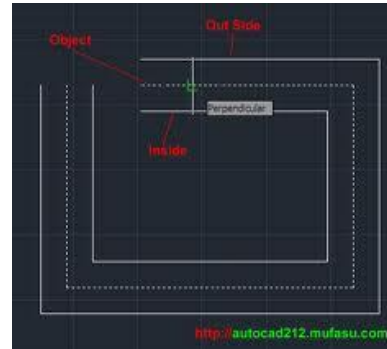 Out Side
Object
Perpendicular
Inside
http://autocad212.mufasu.com